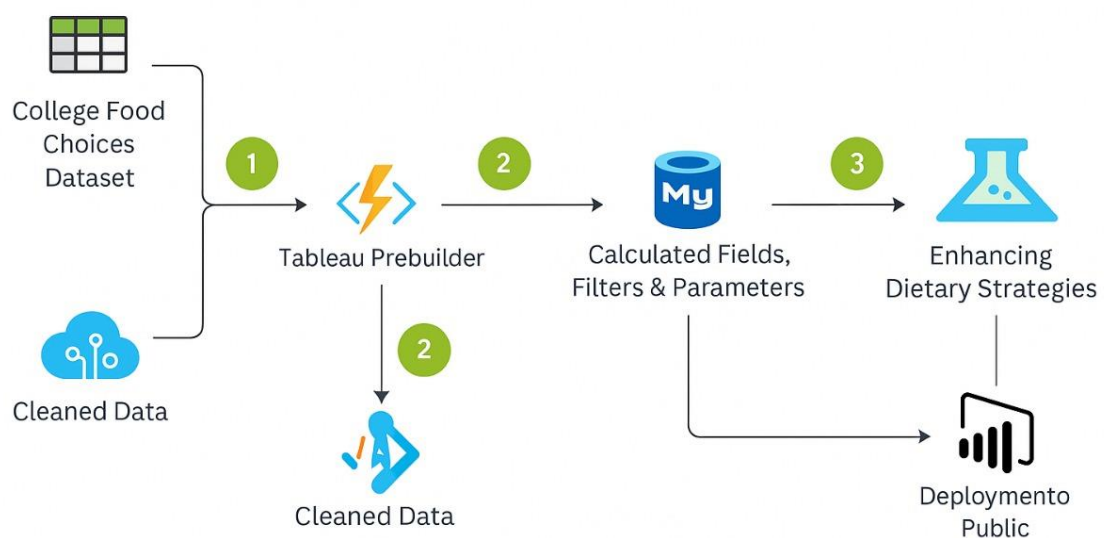 College Food
Choices
Dataset
1
2
3
Tableau Prebuilder
My
Calculated Fields,
Filters & Parameters
Enhancing
Dietary Strategies
Cleaned Data
2
Cleaned Data
Deploymento
Public